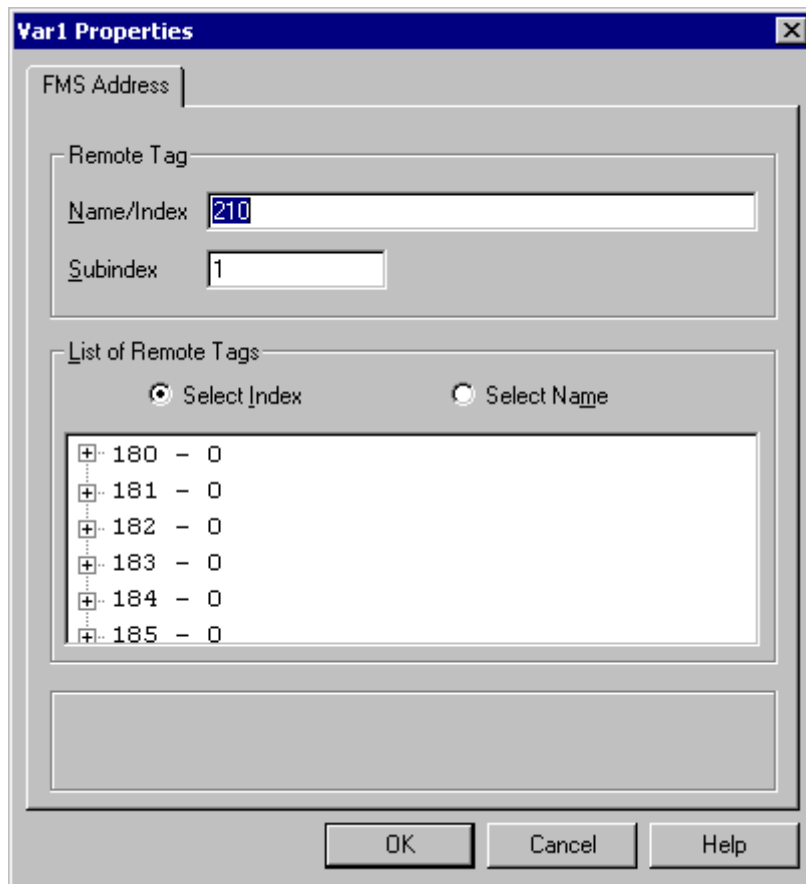 Var1 Properties
FMS Address
Remote Tag
Name/Index 210
Subindex 1
List of Remote Tags
Select Index Select Name
180 - 0
181 - 0
182 - 0
183 - 0
184 - 0
185 - 0
OK Cancel Help